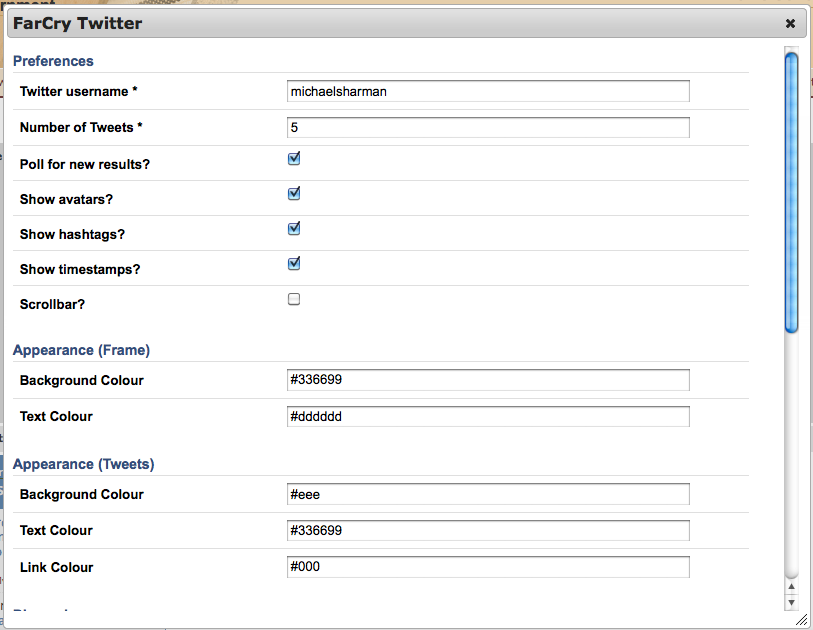 FarCry Twitter
Preferences
Twitter username * michaelsharman
Number of Tweets * 5
Poll for new results?
Show avatars?
Show hashtags?
Show timestamps?
Scrollbar?
Appearance (Frame)
Background Colour #336699
Text Colour #dddddd
Appearance (Tweets)
Background Colour #eee
Text Colour #336699
Link Colour #000